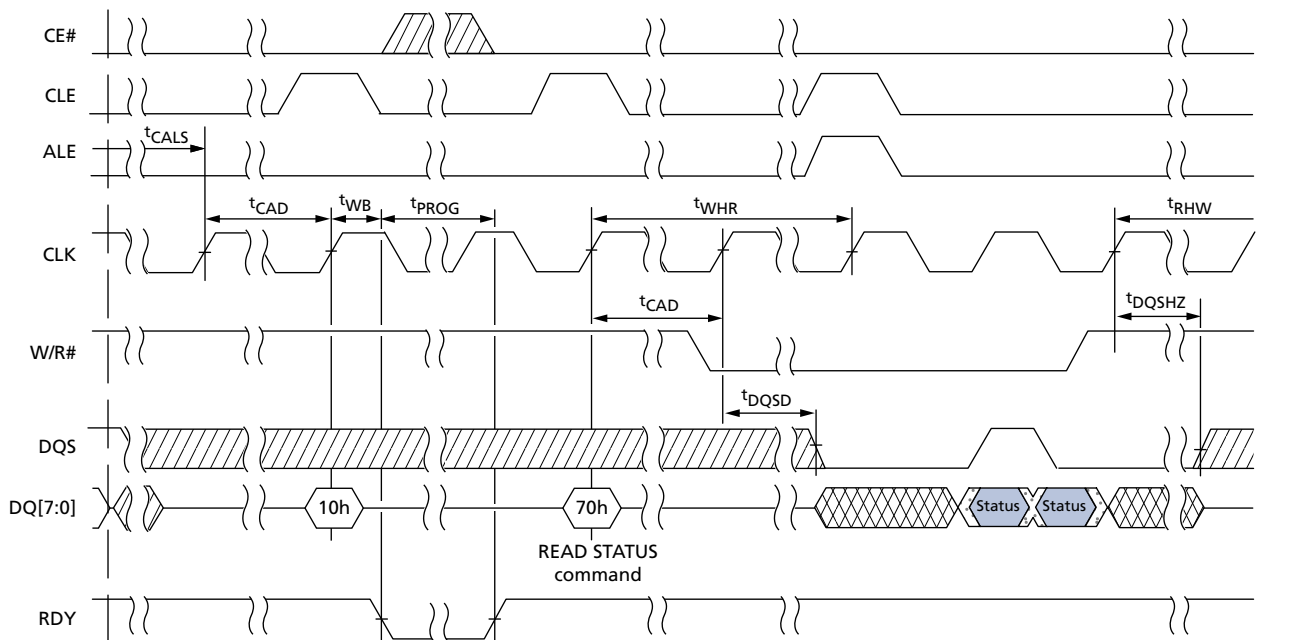 CE#
CLE
tCALS
ALE
tCAD
tWB
tPROG
tWHR
tRHW
CLK
tCAD
tDQSHZ
W/R#
tDQSD
DQS
DQ[7:0]
10h
70h
Status
Status
READ STATUS
command
RDY